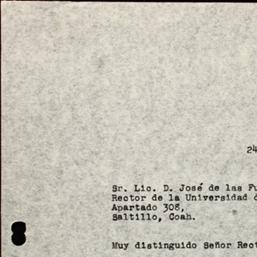 24
Sr. Lic. D. José de las Fu
Rector de la Universidad d
Apartado 308,
Saltillo, Coah.
Muy distinguido Señor Rect